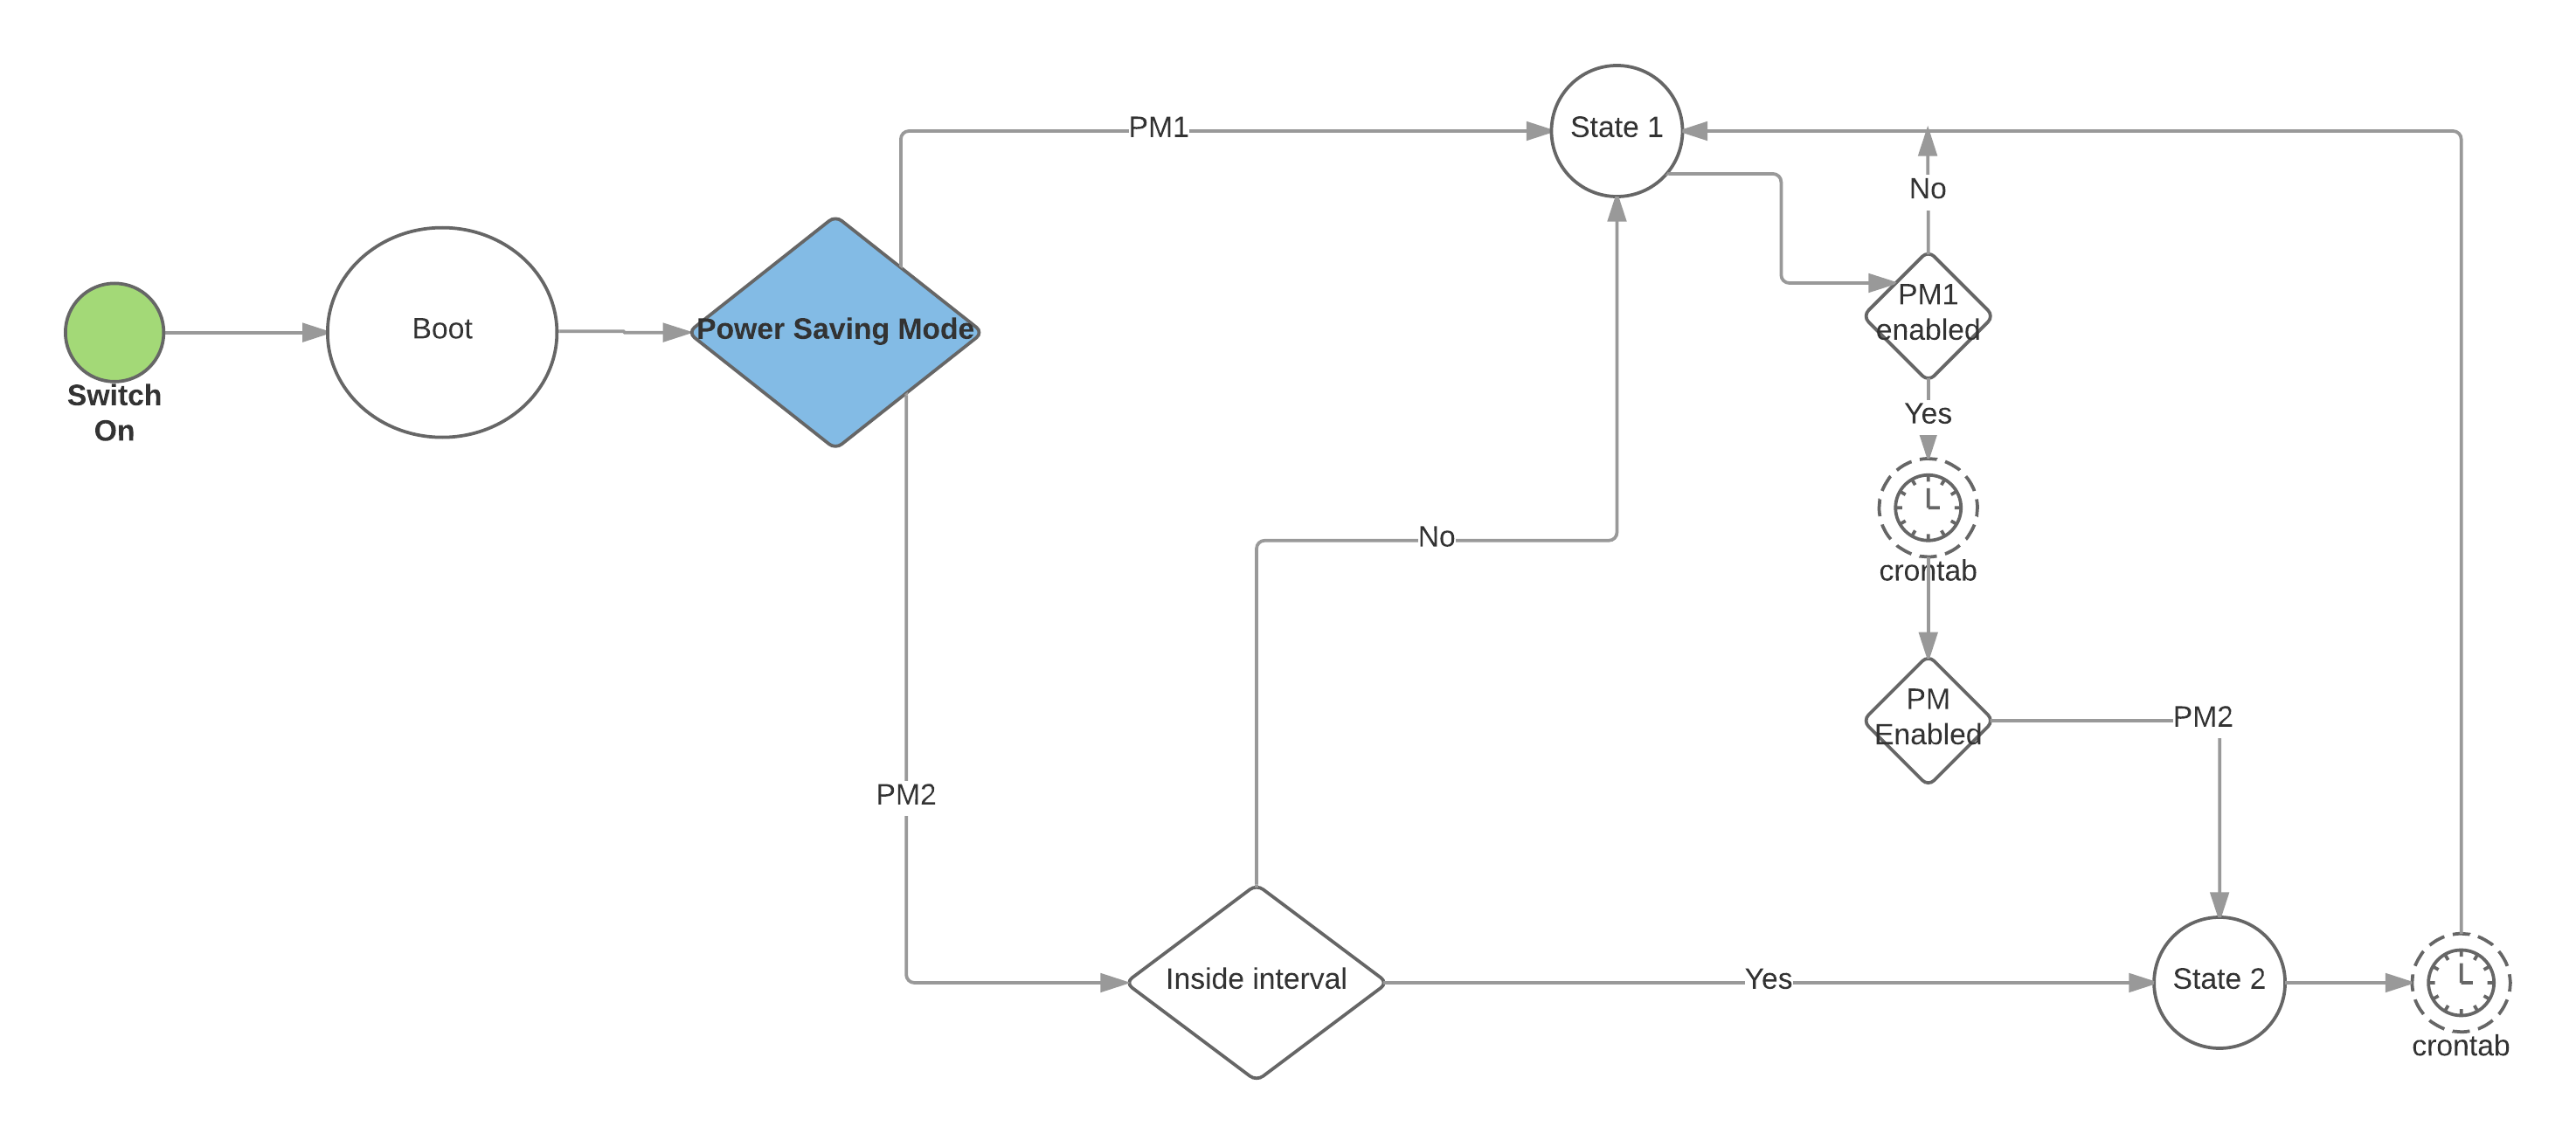 PM1
State 1
No
PM1
enabled
Boot
Power Saving Mode
Switch
On
Yes
No
crontab
PM
Enabled
PM2
PM2
Inside interval
Yes
State 2
crontab